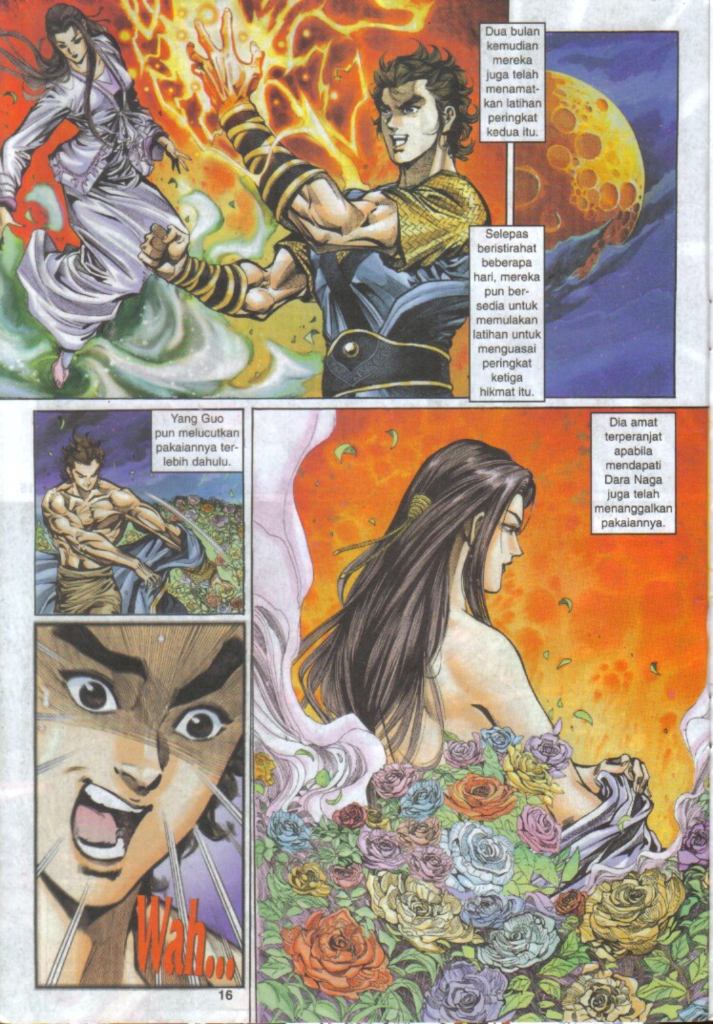 Dua bulan
kemudian
mereka
juga telah
menamat-
kan latihan
peringkat
kedua itu.
Selepas
beristirahat
beberapa
hari, mereka
pun ber-
sedia untuk
memulakan
latihan untuk
menguasai
peringkat
ketiga
hikmat itu.
Yang Guo
pun melucutkan
pakaiannya ter-
lebih dahulu.
Dia amat
terperanjat
apabila
mendapati
Dara Naga
juga telah
menanggalkan
pakaiannya.
Wah...
16